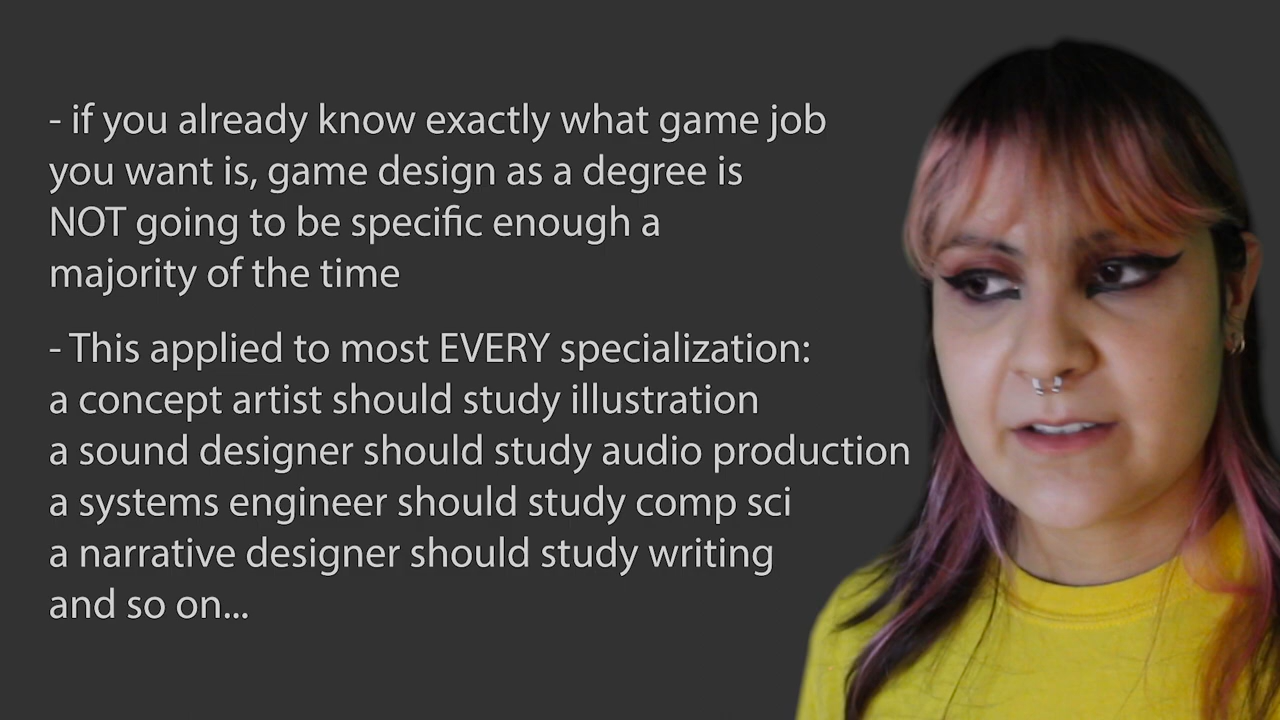 - if you already know exactly what game job
you want is, game design as a degree is
NOT going to be specific enough a
majority of the time
- This applied to most EVERY specialization:
a concept artist should study illustration
a sound designer should study audio production
a systems engineer should study comp sci
a narrative designer should study writing
and so on...